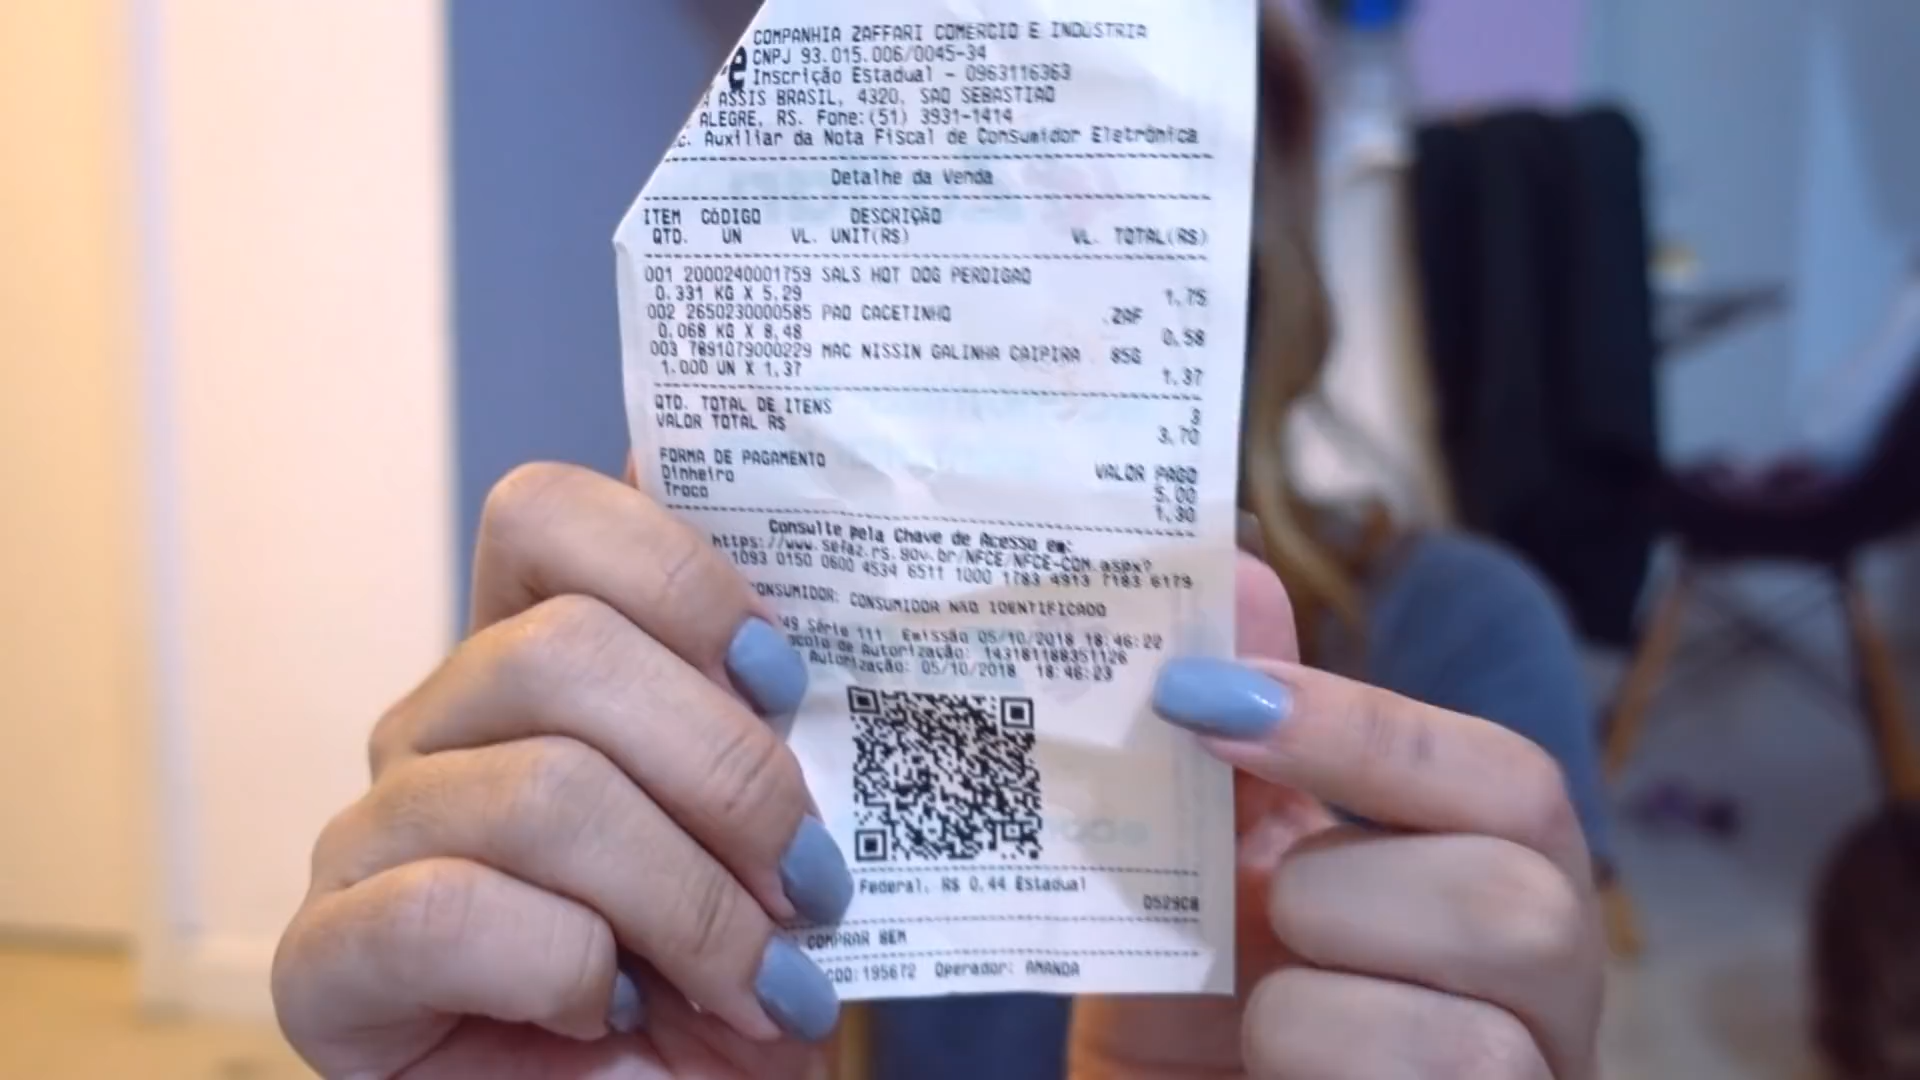 COMPANHIA ZAFFARI COMERCIO E INDUSTRIA
CNPJ 93.015.006/0045-34
e Inscrição Estadual - 0963116363
ASSIS BRASIL, 4320, SAO SEBASTIAO
ALEGRE, RS. Fone:(51) 3931-1414
c. Auxiliar da Nota Fiscal de Consumidor Eletrônica
Detalhe da Venda
ITEM CÓDIGO DESCRIÇÃO
QTD. UN VL. UNIT(R$) VL. TOTAL(R$)
001 2000240001759 SALS HOT DOG PERDIGAO
0.331 KG X 5,29 1,75
002 2650230000585 PAO CACETINHO .ZAF
0,068 KG X 8,48 0,58
003 7891079000229 MAC NISSIN GALINHA CAIPIRA . 85G
1.000 UN X 1,37 1,37
QTD. TOTAL DE ITENS 3
VALOR TOTAL R$ 3,70
FORMA DE PAGAMENTO VALOR PAGO
Dinheiro 5,00
Troco 1,30
Consulte pela Chave de Acesso em:
https://www.sefaz.rs.gov.br/NFCE/NFCE-COM.aspx?
1093 0150 0600 4534 6511 1000 1783 4913 7183 6179
ONSUMIDOR: CONSUMIDOR NÃO IDENTIFICADO
49 Série 111 Emissão 05/10/2018 18:46:22
ocolo de Autorização: 143181188351126
Autorização: 05/10/2018 18:46:23
Federal, R$ 0,44 Estadual
D529C8
COMPRAR BEM
COD:195672 Operador: AMANDA